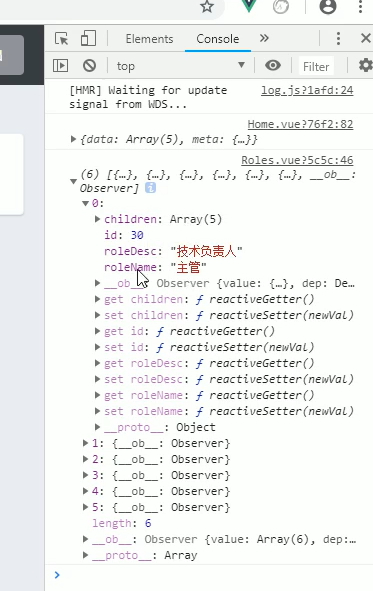 Elements Console
top Filter
[HMR] Waiting for update log.js?1afd:24
signal from WDS...
Home.vue?76f2:82
{data: Array(5), meta: {…}}
Roles.vue?5c5c:46
(6) [{…}, {…}, {…}, {…}, {…}, {…}, __ob__:
Observer]
0:
children: Array(5)
id: 30
roleDesc: "技术负责人"
roleName: "主管"
__ob__: Observer {value: {…}, dep: De…
get children: ƒ reactiveGetter()
set children: ƒ reactiveSetter(newVal)
get id: ƒ reactiveGetter()
set id: ƒ reactiveSetter(newVal)
get roleDesc: ƒ reactiveGetter()
set roleDesc: ƒ reactiveSetter(newVal)
get roleName: ƒ reactiveGetter()
set roleName: ƒ reactiveSetter(newVal)
__proto__: Object
1: {__ob__: Observer}
2: {__ob__: Observer}
3: {__ob__: Observer}
4: {__ob__: Observer}
5: {__ob__: Observer}
length: 6
__ob__: Observer {value: Array(6), dep:…
__proto__: Array